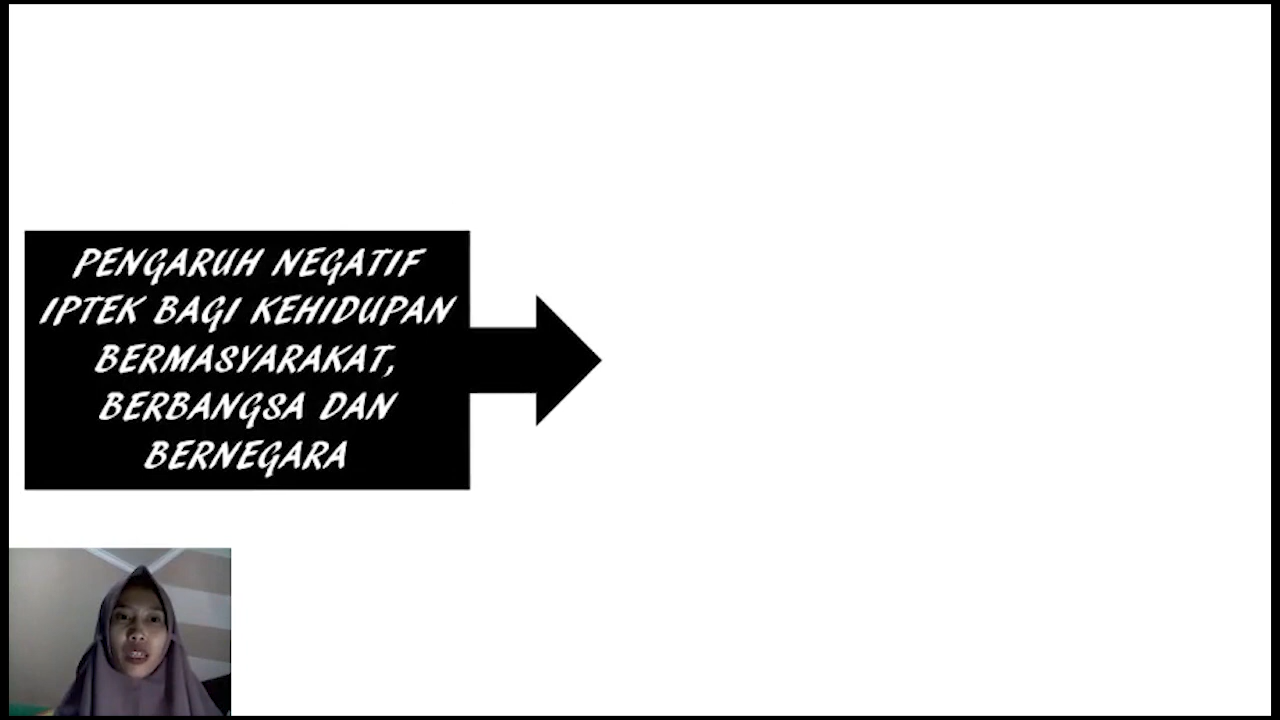 PENGARUH NEGATIF
IPTEK BAGI KEHIDUPAN
BERMASYARAKAT,
BERBANGSA DAN
BERNEGARA